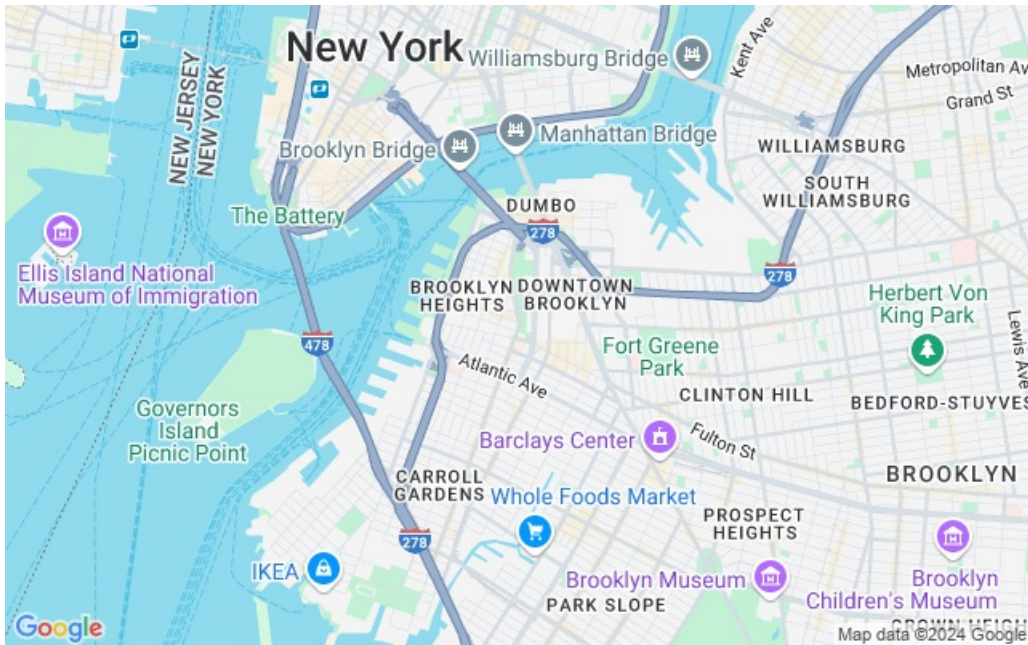 New York
Williamsburg Bridge
Kent Ave
Metropolitan Av
Grand St
NEW JERSEY
NEW YORK
Brooklyn Bridge
Manhattan Bridge
WILLIAMSBURG
SOUTH
WILLIAMSBURG
DUMBO
The Battery
278
278
Ellis Island National
Museum of Immigration
BROOKLYN
HEIGHTS
DOWNTOWN
BROOKLYN
Herbert Von
King Park
Lewis Ave
478
Fort Greene
Park
Atlantic Ave
CLINTON HILL
BEDFORD-STUYVES
Governors
Island
Picnic Point
Barclays Center
Fulton St
CARROLL
GARDENS
Whole Foods Market
BROOKLYN
PROSPECT
HEIGHTS
278
IKEA
Brooklyn Museum
Brooklyn
Children's Museum
PARK SLOPE
CROWN HEIGH
Google
Map data ©2024 Google